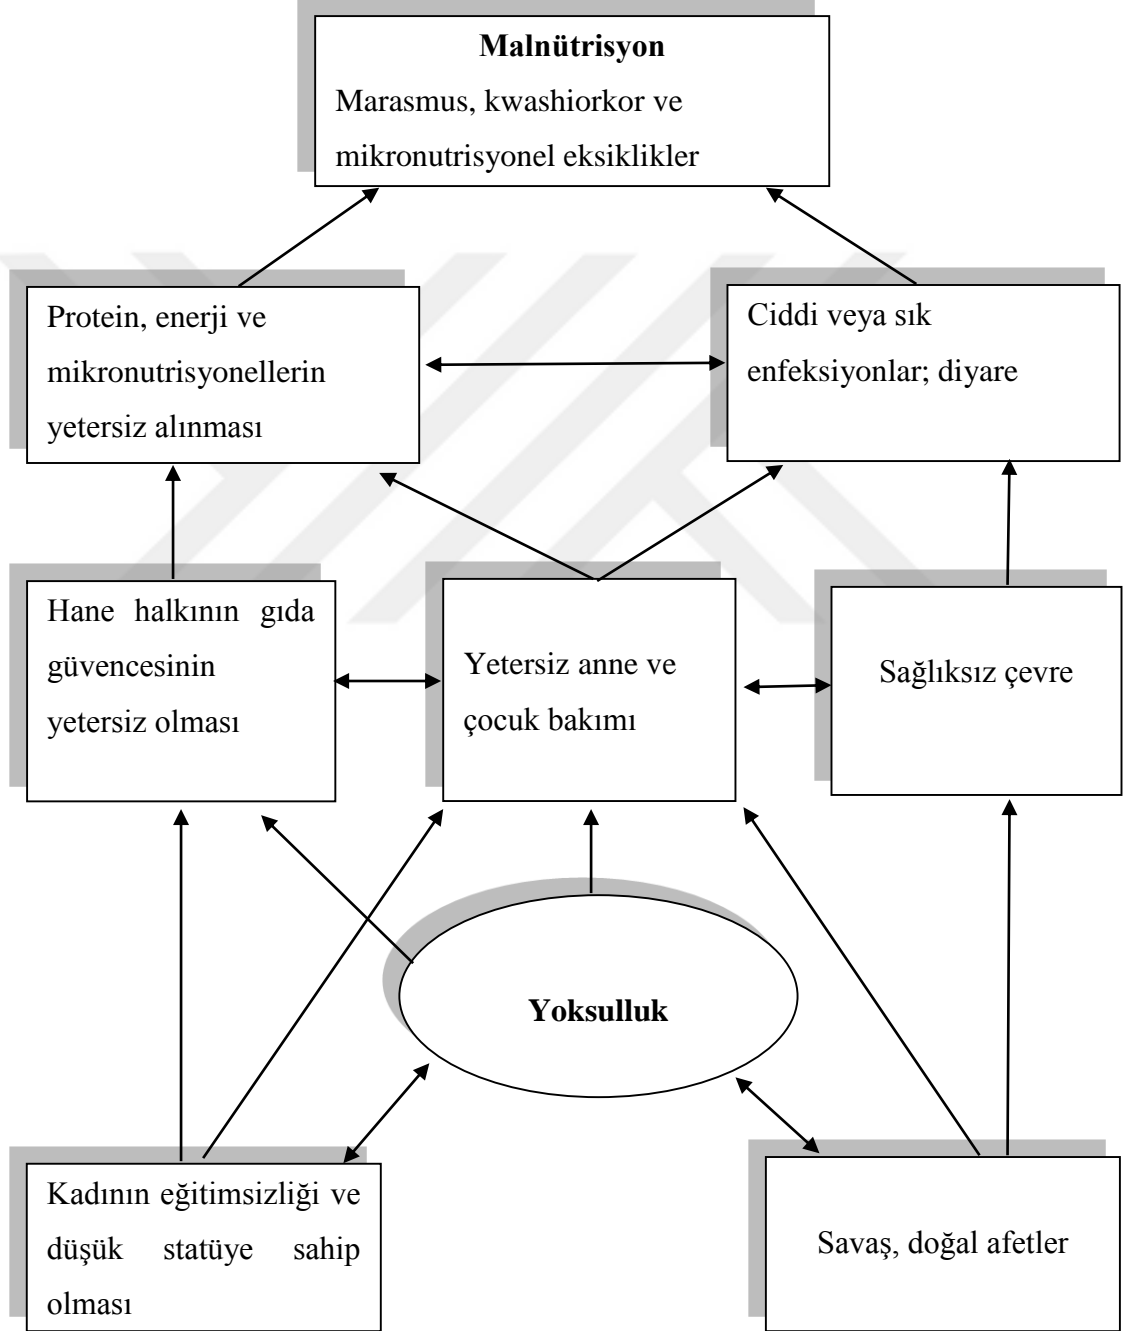 Malnütrisyon
Marasmus, kwashiorkor ve
mikronutrisyonel eksiklikler
Protein, enerji ve
mikronutrisyonellerin
yetersiz alınması
Ciddi veya sık
enfeksiyonlar; diyare
Hane halkının gıda
güvencesinin
yetersiz olması
Yetersiz anne ve
çocuk bakımı
Sağlıksız çevre
Yoksulluk
Kadının eğitimsizliği ve
düşük statüye sahip
olması
Savaş, doğal afetler